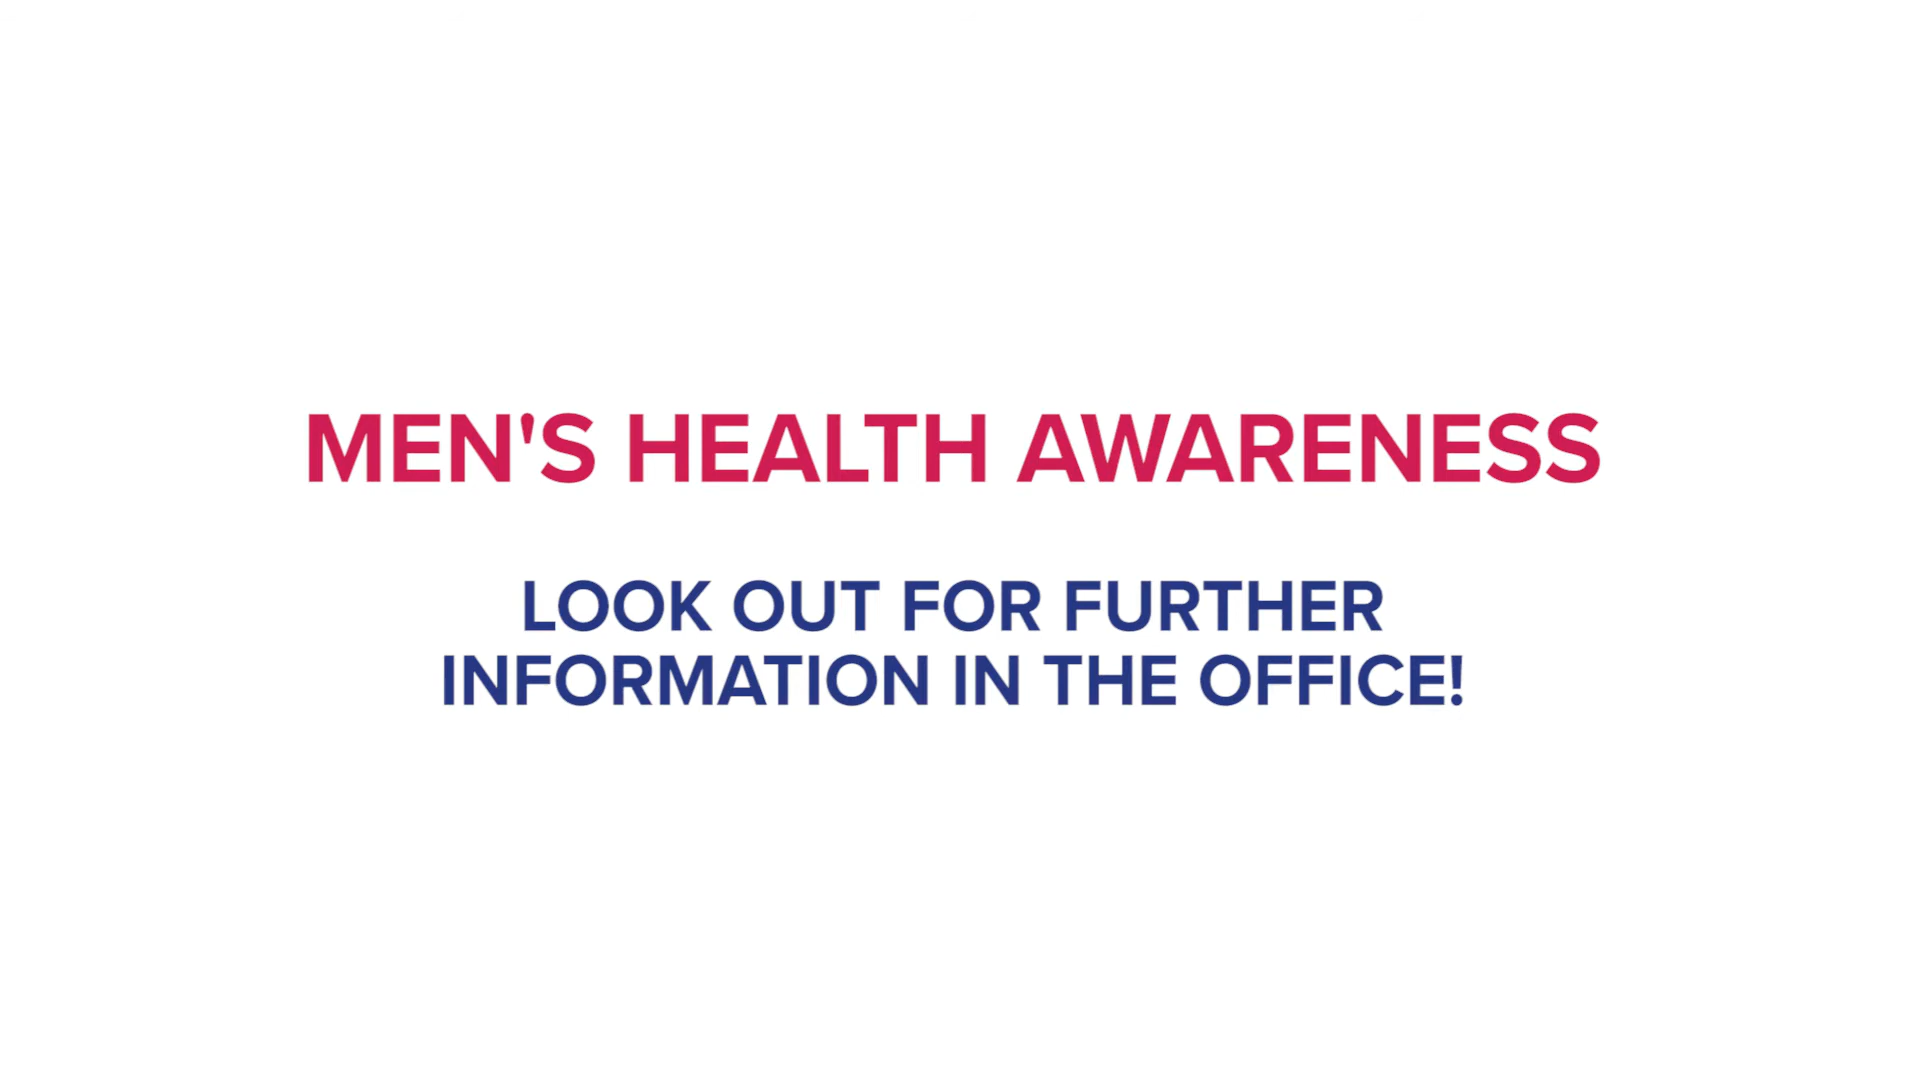 MEN'S HEALTH AWARENESS
LOOK OUT FOR FURTHER
INFORMATION IN THE OFFICE!